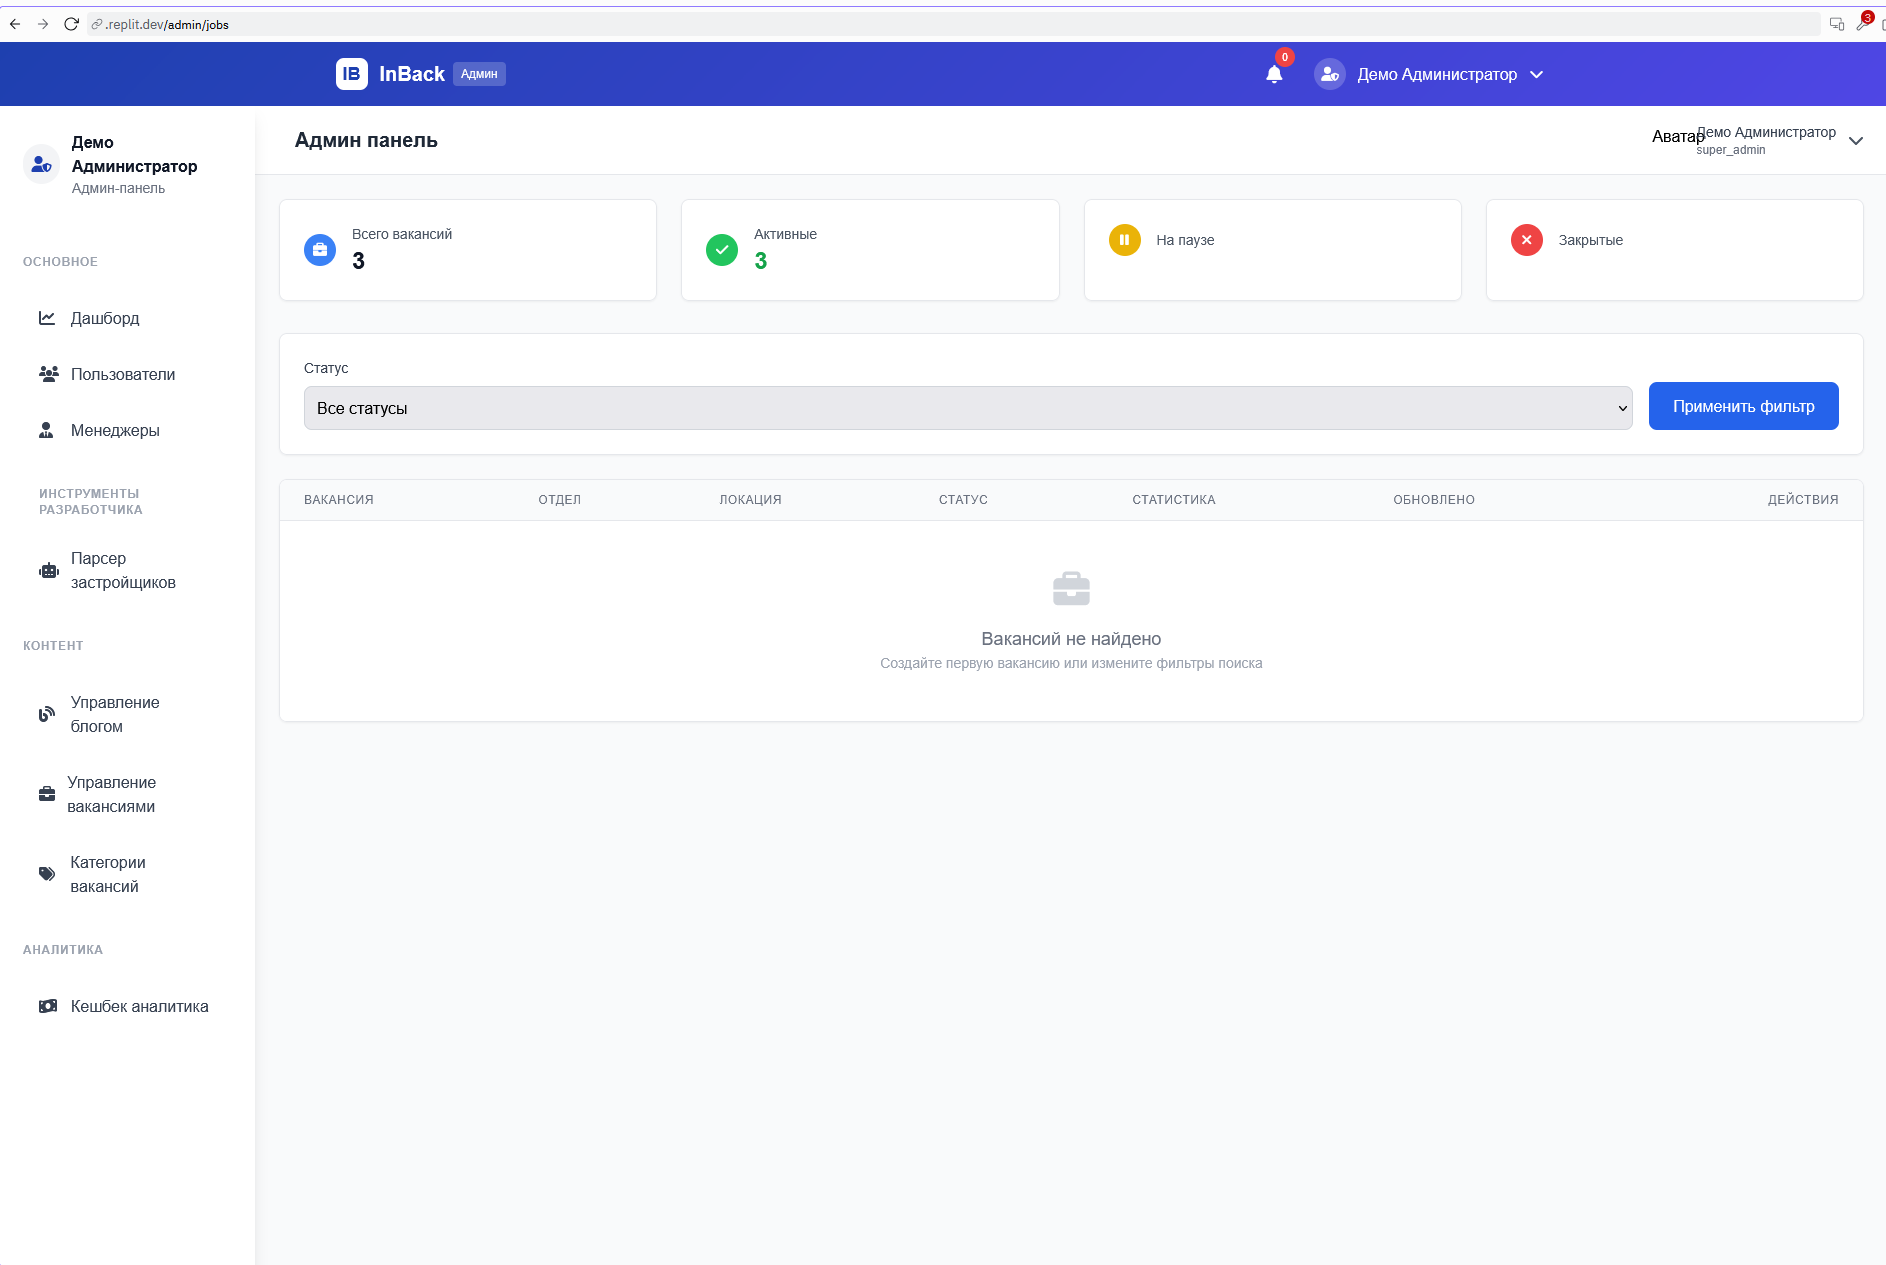 .replit.dev/admin/jobs
3
IB InBack Админ
0
Демо Администратор
Демо
Администратор
Админ-панель
Админ панель
Аватар
Демо Администратор
super_admin
ОСНОВНОЕ
Дашборд
Пользователи
Менеджеры
ИНСТРУМЕНТЫ
РАЗРАБОТЧИКА
Парсер
застройщиков
КОНТЕНТ
Управление
блогом
Управление
вакансиями
Категории
вакансий
АНАЛИТИКА
Кешбек аналитика
Всего вакансий
3
Активные
3
На паузе
Закрытые
Статус
Все статусы
Применить фильтр
ВАКАНСИЯ ОТДЕЛ ЛОКАЦИЯ СТАТУС СТАТИСТИКА ОБНОВЛЕНО ДЕЙСТВИЯ
Вакансий не найдено
Создайте первую вакансию или измените фильтры поиска